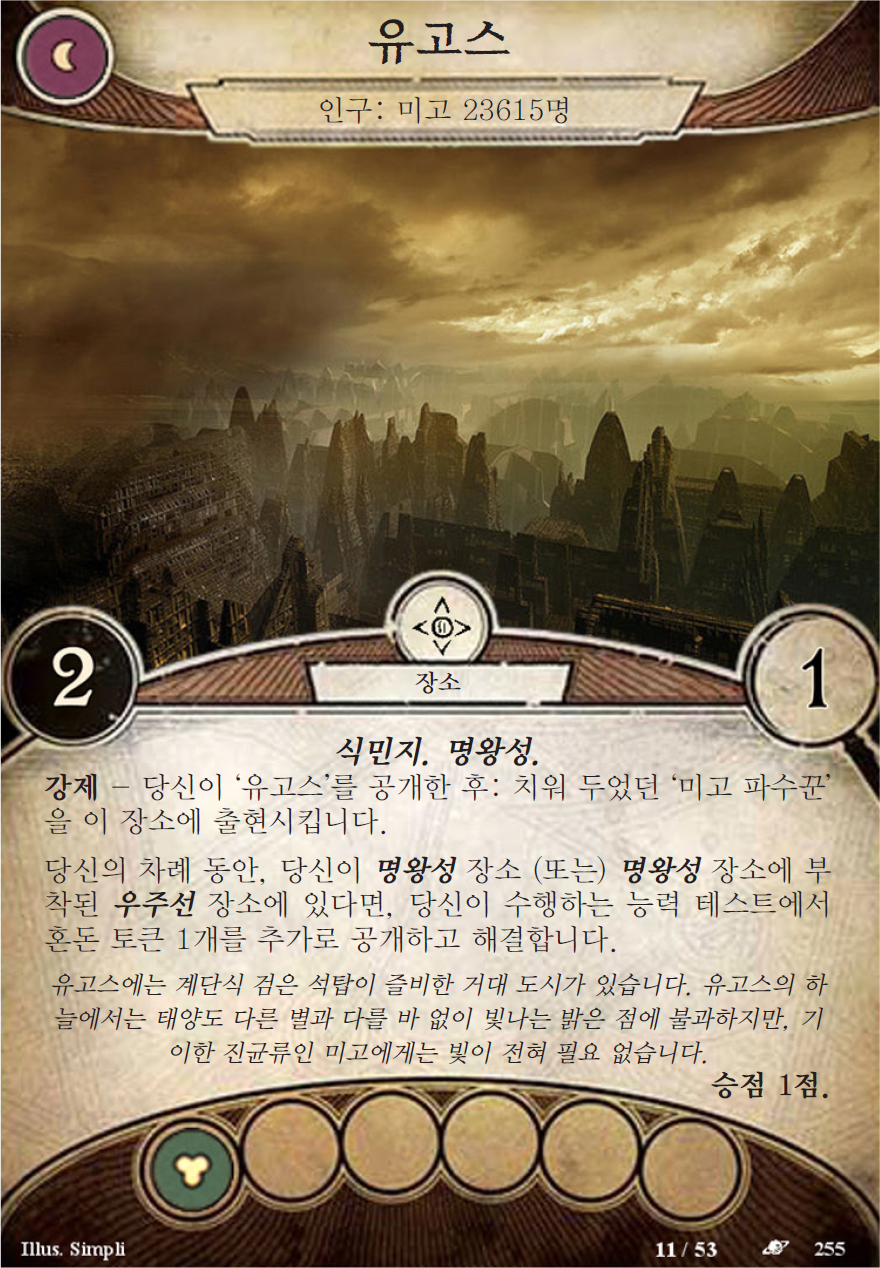 유고스
인구: 미고 23615명
2
장소
1
식민지. 명왕성.
강제 – 당신이 ‘유고스’를 공개한 후: 치워 두었던 ‘미고 파수꾼’
을 이 장소에 출현시킵니다.
당신의 차례 동안, 당신이 명왕성 장소 (또는) 명왕성 장소에 부
착된 우주선 장소에 있다면, 당신이 수행하는 능력 테스트에서
혼돈 토큰 1개를 추가로 공개하고 해결합니다.
유고스에는 계단식 검은 석탑이 즐비한 거대 도시가 있습니다. 유고스의 하
늘에서는 태양도 다른 별과 다를 바 없이 빛나는 밝은 점에 불과하지만, 기
이한 진균류인 미고에게는 빛이 전혀 필요 없습니다.
승점 1점.
Illus. Simpli
11 / 53
255